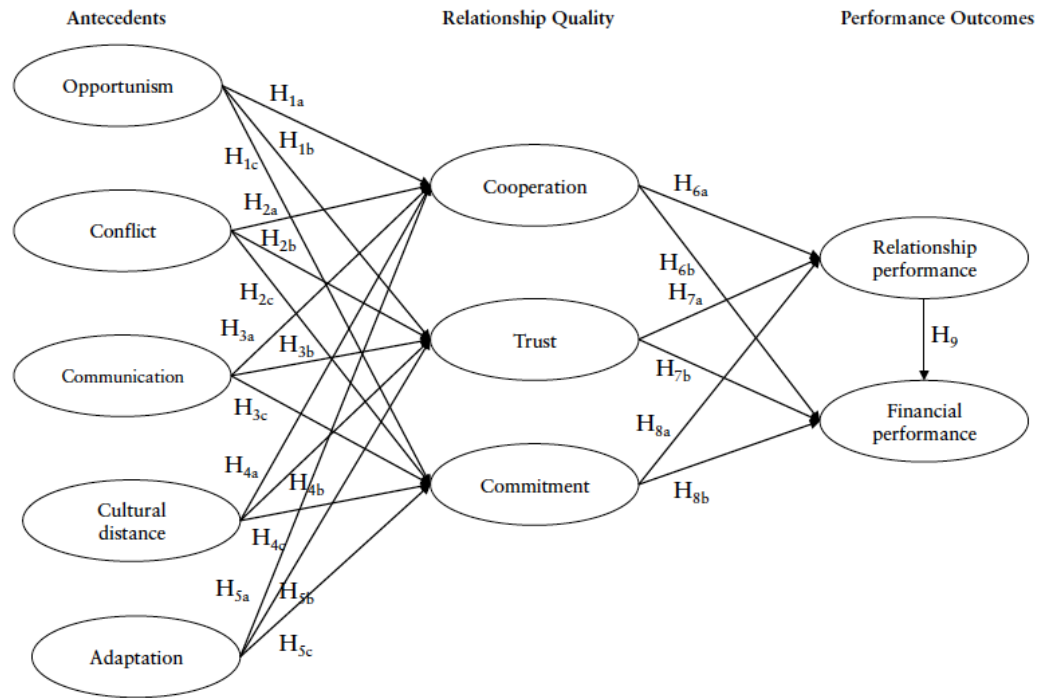 Antecedents
Relationship Quality
Performance Outcomes
Opportunism
Conflict
Communication
Cultural
distance
Adaptation
H1a
H1b
H1c
H2a
H2b
H2c
H3a
H3b
H3c
H4a
H4b
H4c
H5a
H5b
H5c
Cooperation
Trust
Commitment
H6a
H6b
H7a
H7b
H8a
H8b
Relationship
performance
H9
Financial
performance